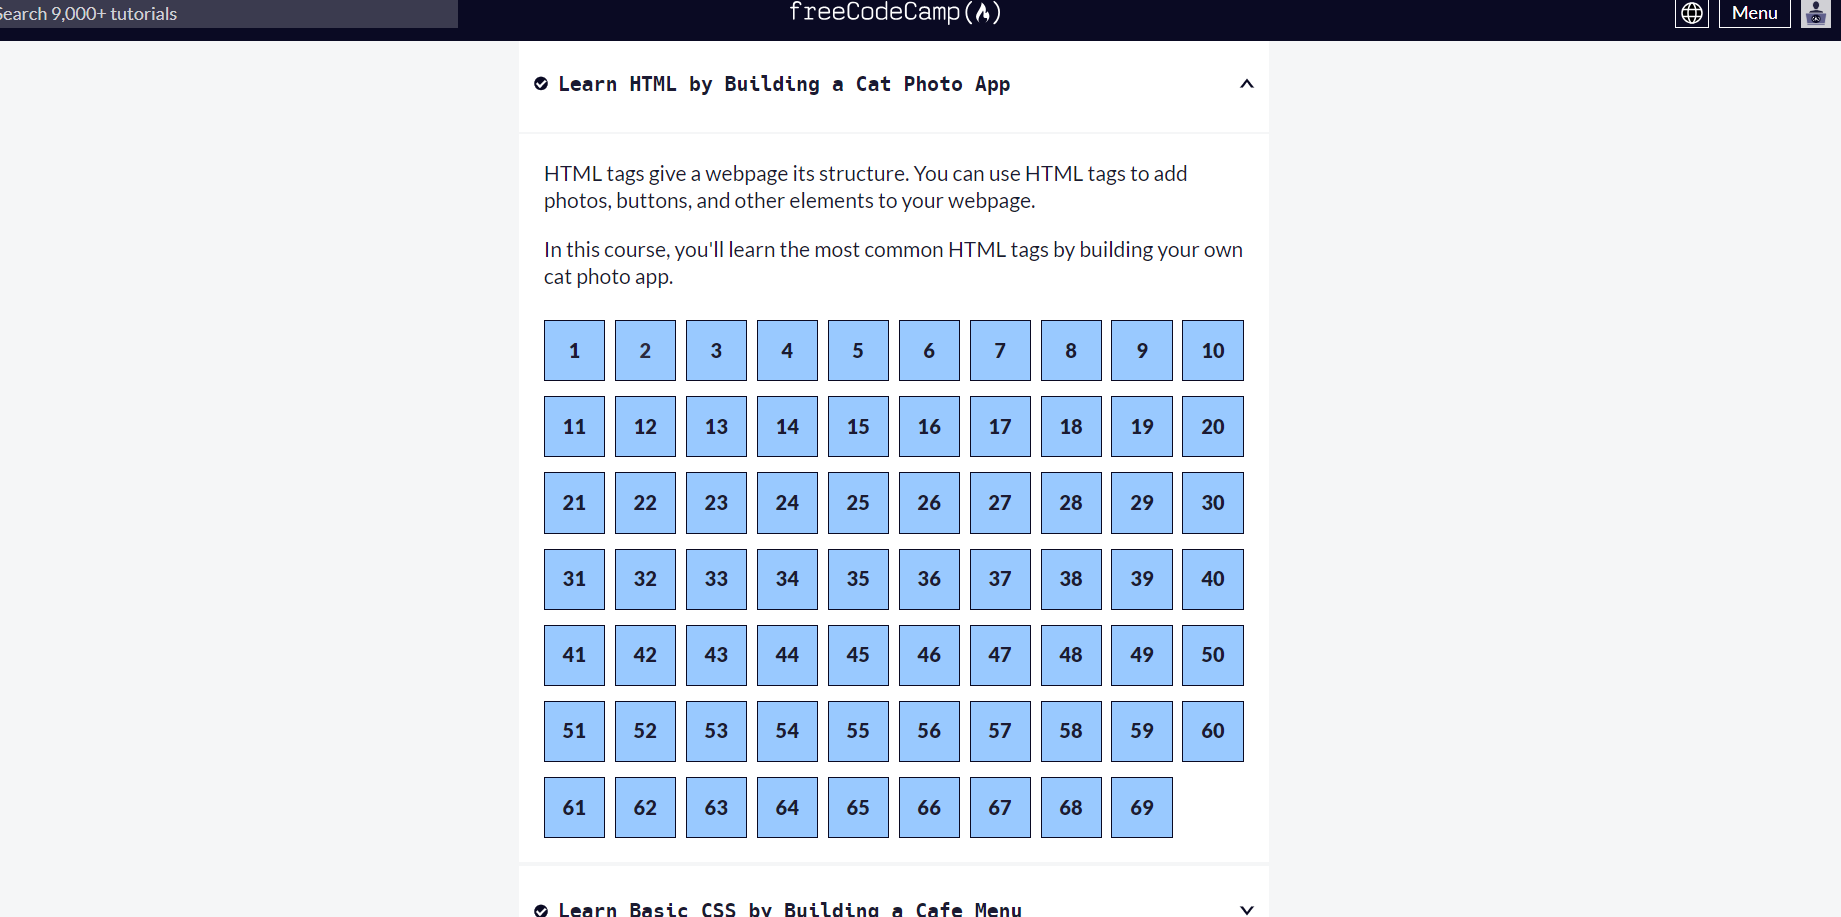 Search 9,000+ tutorials
freeCodeCamp
Menu
Learn HTML by Building a Cat Photo App
HTML tags give a webpage its structure. You can use HTML tags to add
photos, buttons, and other elements to your webpage.
In this course, you'll learn the most common HTML tags by building your own
cat photo app.
1 2 3 4 5 6 7 8 9 10
11 12 13 14 15 16 17 18 19 20
21 22 23 24 25 26 27 28 29 30
31 32 33 34 35 36 37 38 39 40
41 42 43 44 45 46 47 48 49 50
51 52 53 54 55 56 57 58 59 60
61 62 63 64 65 66 67 68 69
Learn Basic CSS by Building a Cafe Menu